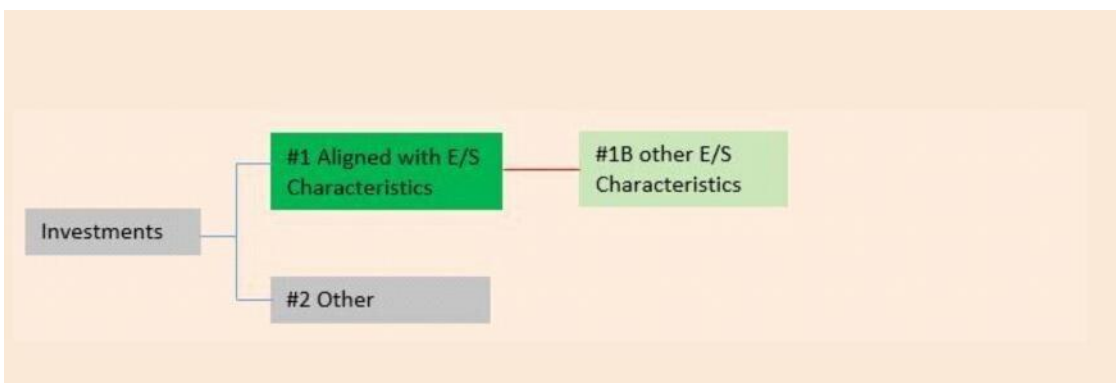 #1 Aligned with E/S
Characteristics
#1B other E/S
Characteristics
Investments
#2 Other